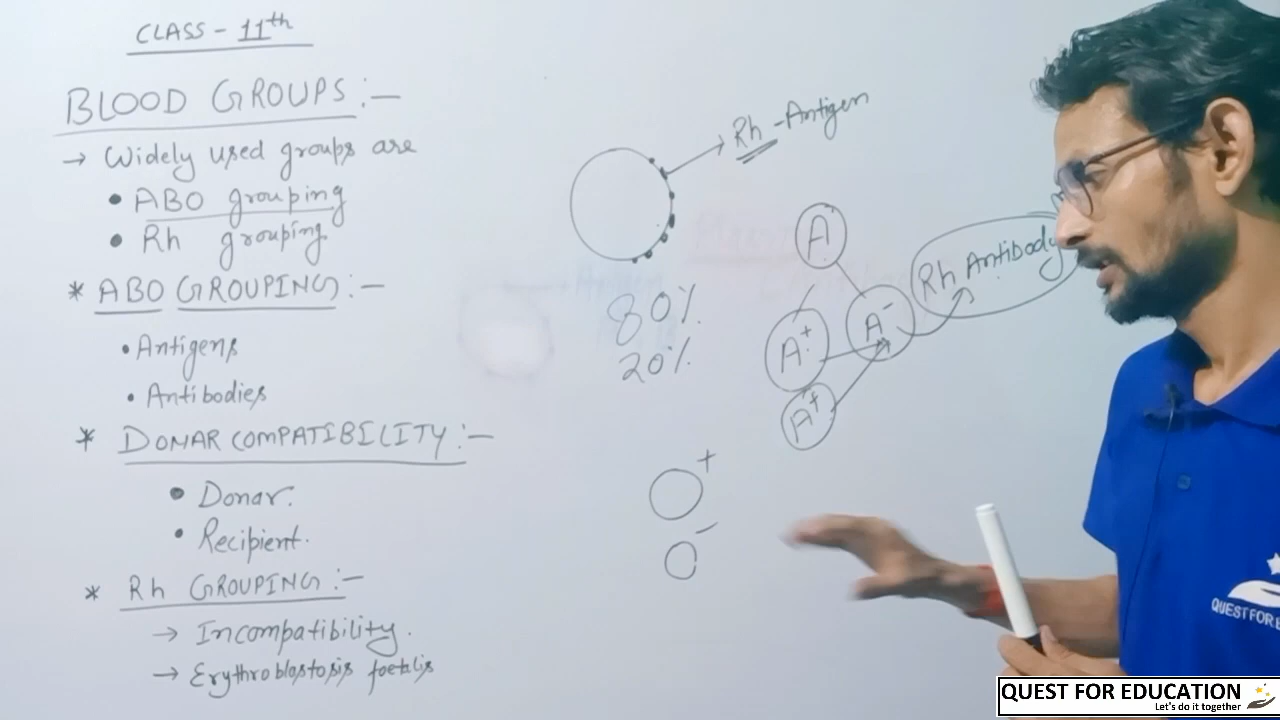 CLASS - 11th
BLOOD GROUPS :-
→ Widely used groups are
• ABO grouping
• Rh grouping
* ABO GROUPING :-
• Antigens
• Antibodies
* DONAR COMPATIBILITY :-
• Donar.
• Recipient.
* Rh GROUPING :-
→ Incompatibility.
→ Erythroblastosis foetalis
Rh - Antigen
80%
20%
A
A+
A-
A+
Rh Antibody
O+
O-
QUEST FOR E
QUEST FOR EDUCATION
Let's do it together